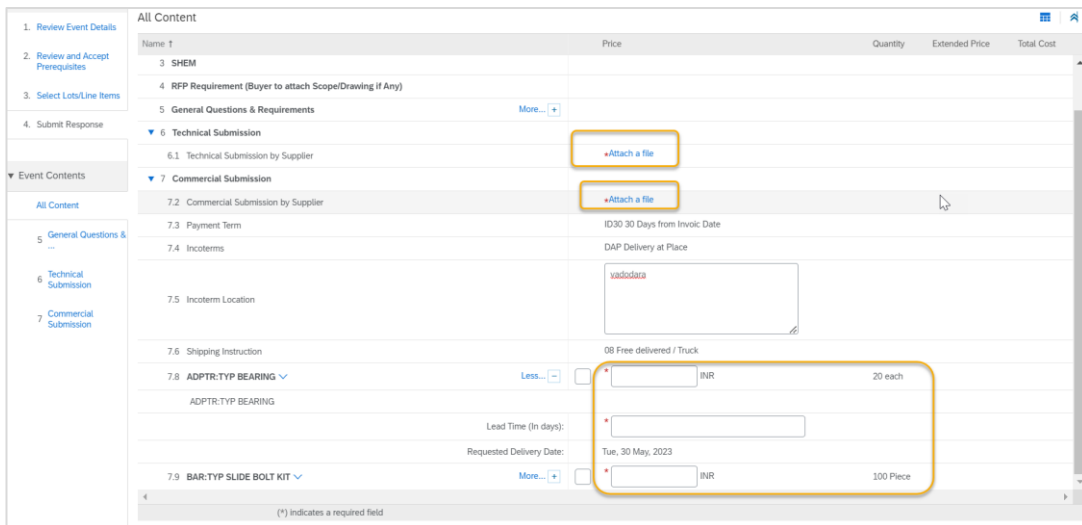 1. Review Event Details
2. Review and Accept
Prerequisites
3. Select Lots/Line Items
4. Submit Response
▼ Event Contents
All Content
5 General Questions &
...
6 Technical
Submission
7 Commercial
Submission
All Content
Name ↑ Price Quantity Extended Price Total Cost
3 SHEM
4 RFP Requirement (Buyer to attach Scope/Drawing if Any)
5 General Questions & Requirements More... +
▼ 6 Technical Submission
6.1 Technical Submission by Supplier *Attach a file
▼ 7 Commercial Submission
7.2 Commercial Submission by Supplier *Attach a file
7.3 Payment Term ID30 30 Days from Invoic Date
7.4 Incoterms DAP Delivery at Place
7.5 Incoterm Location vadodara
7.6 Shipping Instruction 08 Free delivered / Truck
7.8 ADPTR:TYP BEARING Less... − * INR 20 each
ADPTR:TYP BEARING
Lead Time (In days): *
Requested Delivery Date: Tue, 30 May, 2023
7.9 BAR:TYP SLIDE BOLT KIT More... + * INR 100 Piece
(*) indicates a required field